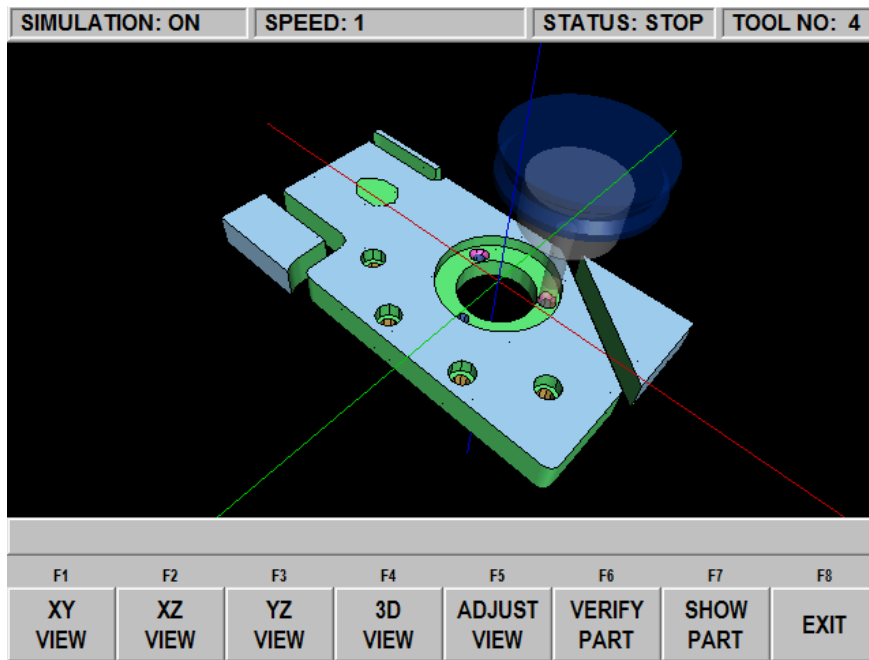 SIMULATION: ON SPEED: 1 STATUS: STOP TOOL NO: 4
F1 F2 F3 F4 F5 F6 F7 F8
XY VIEW
XZ VIEW
YZ VIEW
3D VIEW
ADJUST VIEW
VERIFY PART
SHOW PART
EXIT